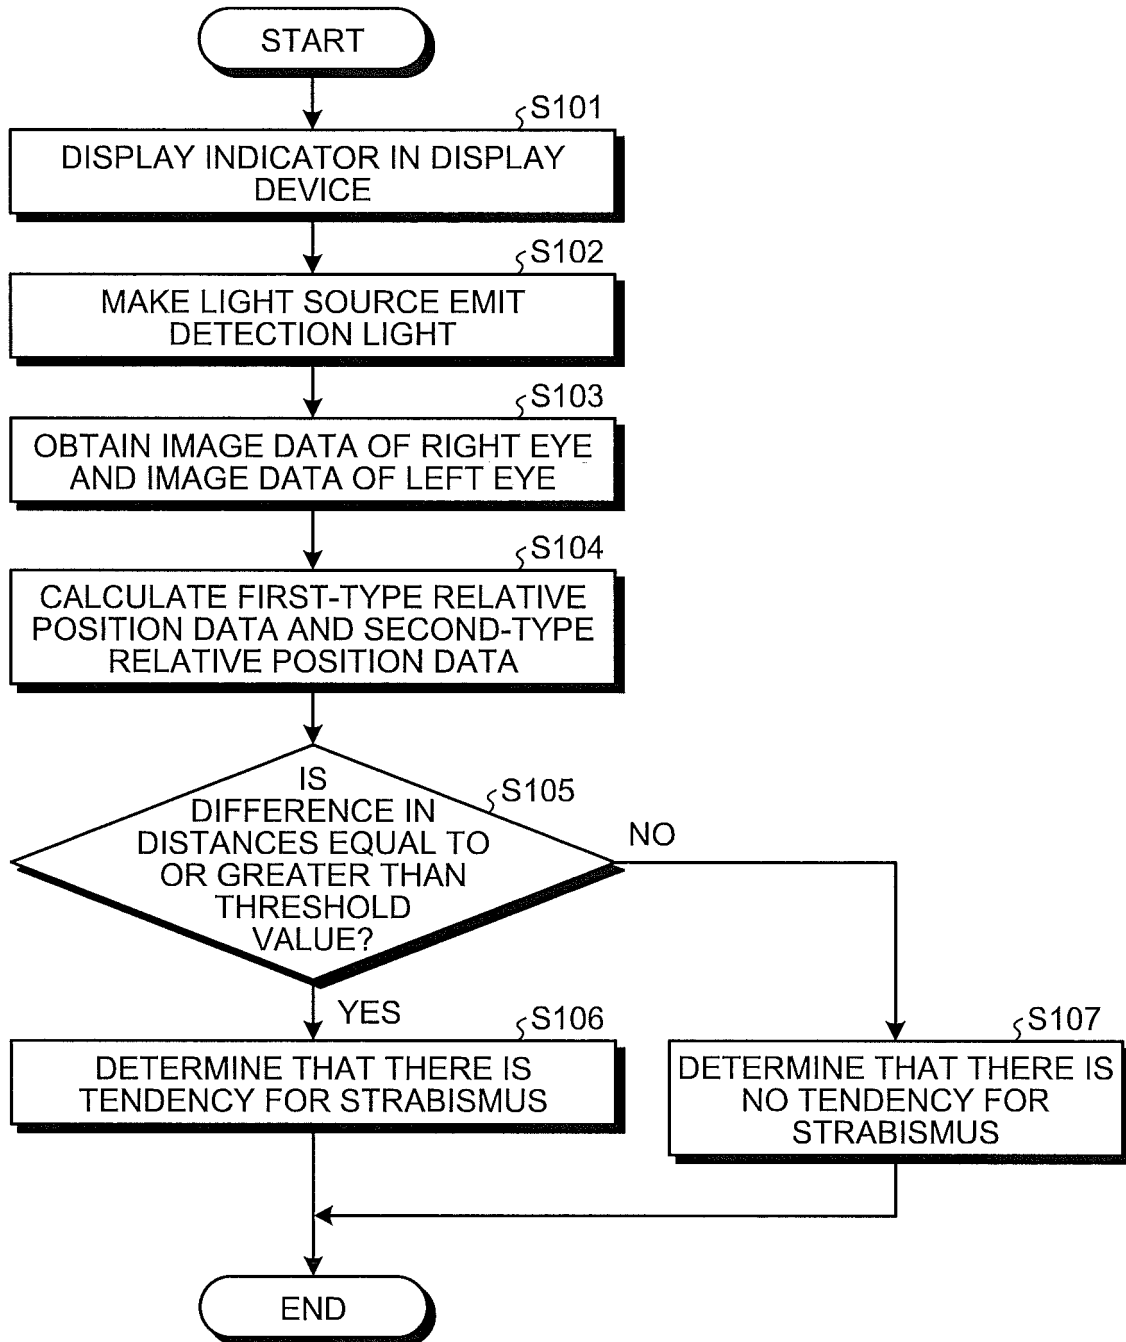 START
S101
DISPLAY INDICATOR IN DISPLAY
DEVICE
S102
MAKE LIGHT SOURCE EMIT
DETECTION LIGHT
S103
OBTAIN IMAGE DATA OF RIGHT EYE
AND IMAGE DATA OF LEFT EYE
S104
CALCULATE FIRST-TYPE RELATIVE
POSITION DATA AND SECOND-TYPE
RELATIVE POSITION DATA
S105
IS
DIFFERENCE IN
DISTANCES EQUAL TO
OR GREATER THAN
THRESHOLD
VALUE?
NO
YES
S106
DETERMINE THAT THERE IS
TENDENCY FOR STRABISMUS
S107
DETERMINE THAT THERE IS
NO TENDENCY FOR
STRABISMUS
END